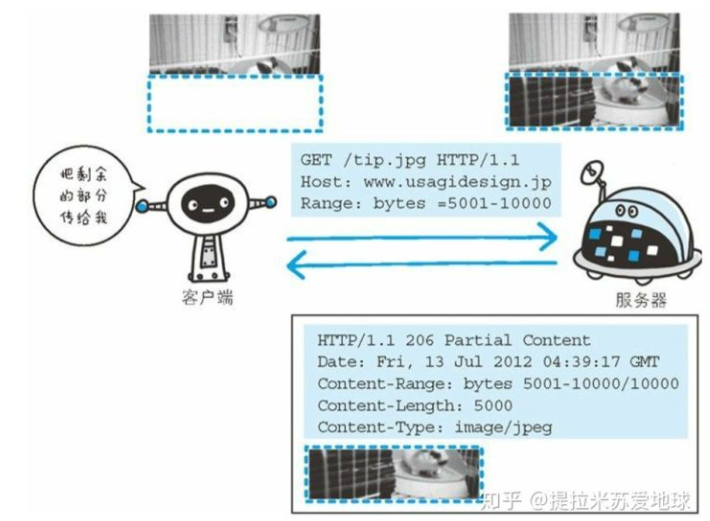 把剩余
的部分
传给我
GET /tip.jpg HTTP/1.1
Host: www.usagidesign.jp
Range: bytes =5001-10000
客户端
服务器
HTTP/1.1 206 Partial Content
Date: Fri, 13 Jul 2012 04:39:17 GMT
Content-Range: bytes 5001-10000/10000
Content-Length: 5000
Content-Type: image/jpeg
知乎 @提拉米苏爱地球